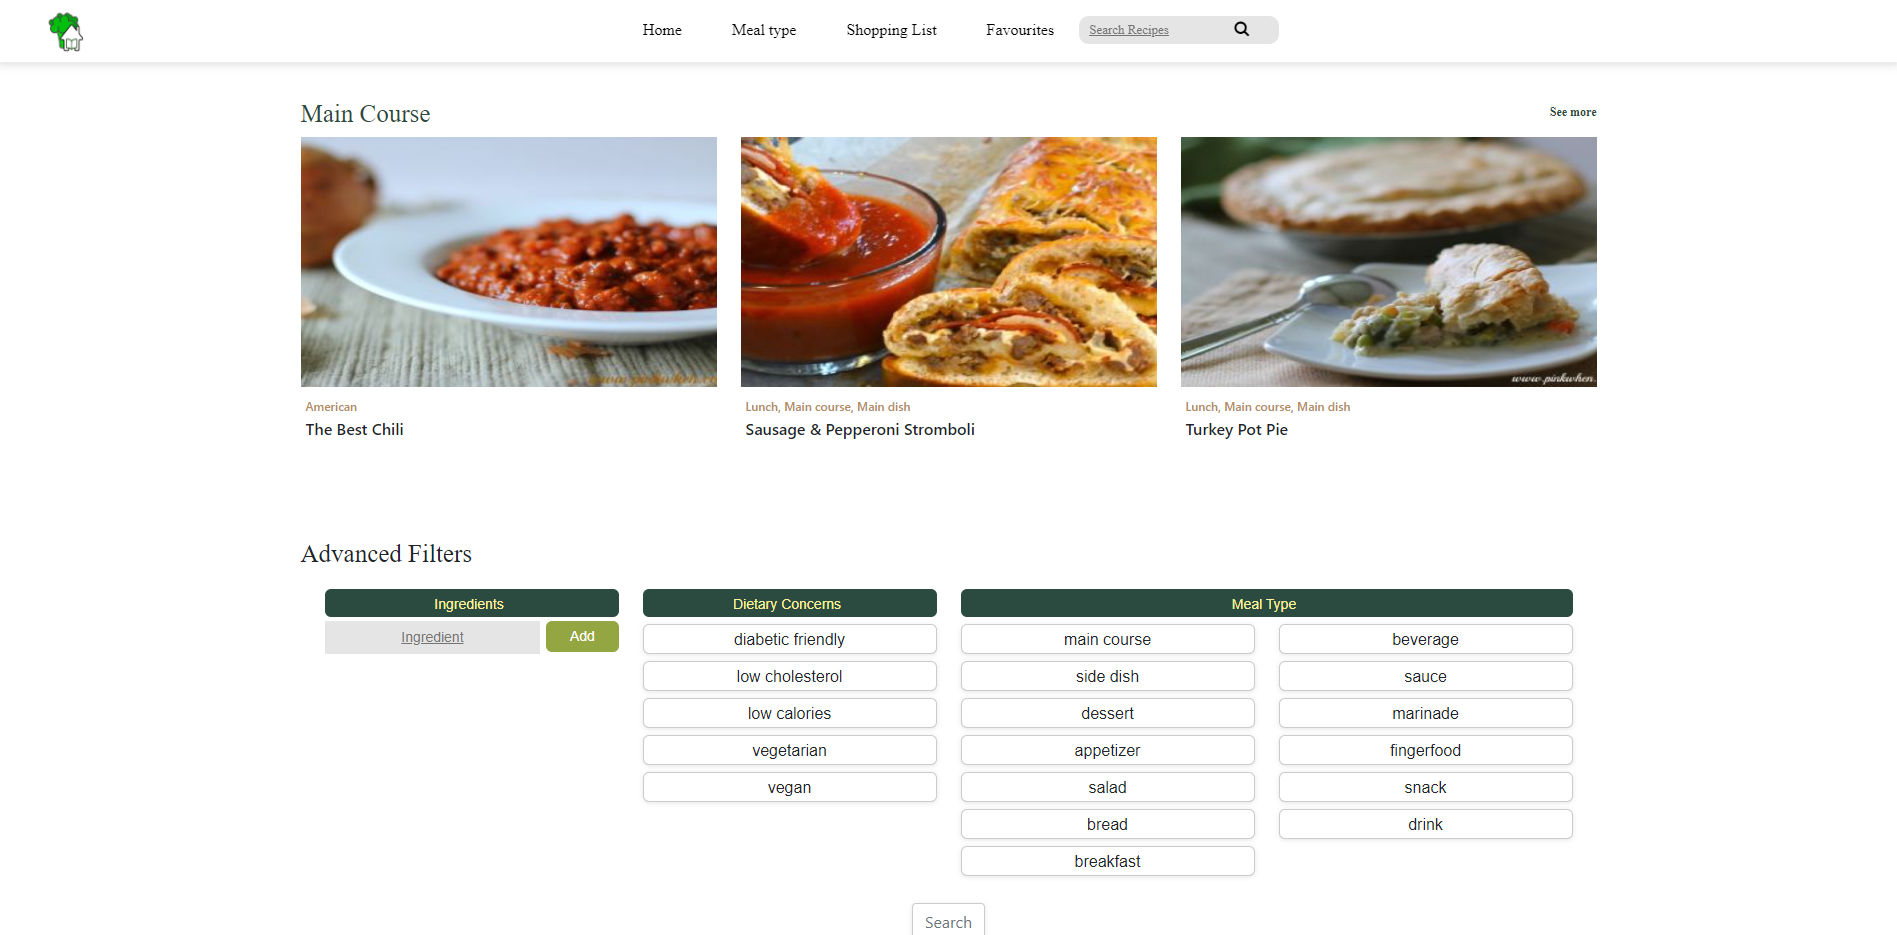 Home Meal type Shopping List Favourites Search Recipes
Main Course See more
www.pinkwhen.
American
The Best Chili
Lunch, Main course, Main dish
Sausage & Pepperoni Stromboli
Lunch, Main course, Main dish
Turkey Pot Pie
Advanced Filters
Ingredients
Ingredient Add
Dietary Concerns
diabetic friendly
low cholesterol
low calories
vegetarian
vegan
Meal Type
main course
side dish
dessert
appetizer
salad
bread
breakfast
beverage
sauce
marinade
fingerfood
snack
drink
Search